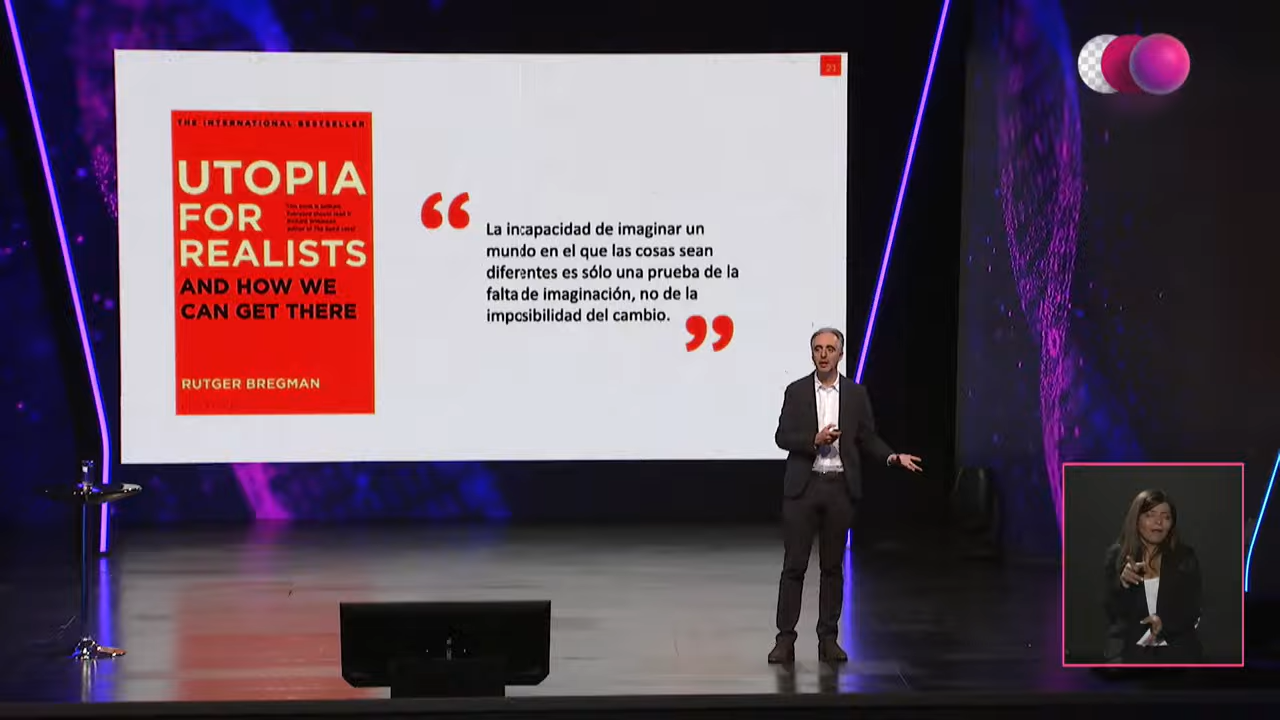 21
THE INTERNATIONAL BESTSELLER
UTOPIA
FOR
REALISTS
AND HOW WE
CAN GET THERE
RUTGER BREGMAN
“
La incapacidad de imaginar un
mundo en el que las cosas sean
diferentes es sólo una prueba de la
falta de imaginación, no de la
imposibilidad del cambio.
”